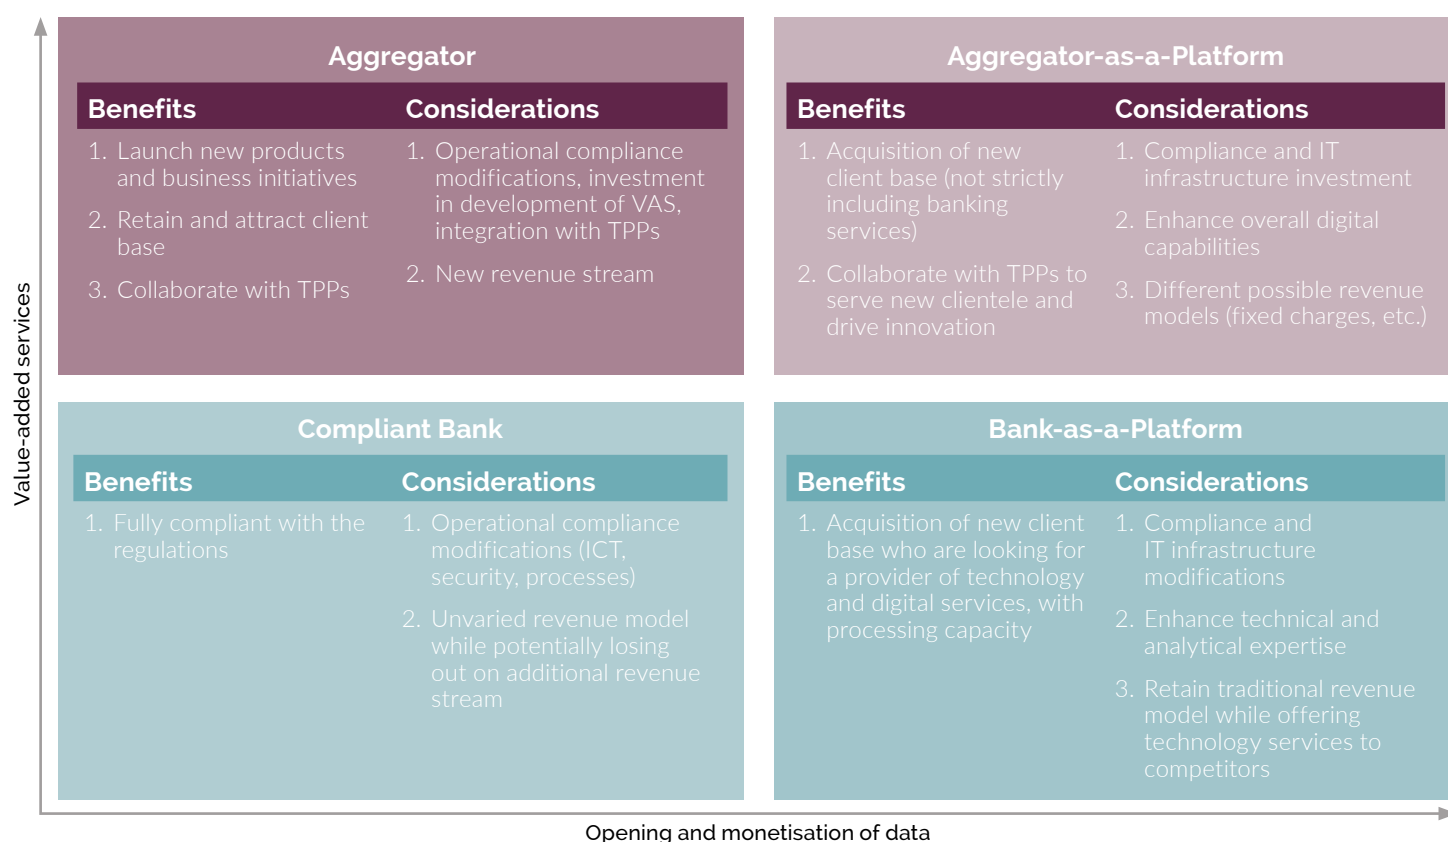 Value-added services
Aggregator
Benefits
1. Launch new products
and business initiatives
2. Retain and attract client
base
3. Collaborate with TPPs
Considerations
1. Operational compliance
modifications, investment
in development of VAS,
integration with TPPs
2. New revenue stream
Aggregator-as-a-Platform
Benefits
1. Acquisition of new
client base (not strictly
including banking
services)
2. Collaborate with TPPs to
serve new clientele and
drive innovation
Considerations
1. Compliance and IT
infrastructure investment
2. Enhance overall digital
capabilities
3. Different possible revenue
models (fixed charges, etc.)
Compliant Bank
Benefits
1. Fully compliant with the
regulations
Considerations
1. Operational compliance
modifications (ICT,
security, processes)
2. Unvaried revenue model
while potentially losing
out on additional revenue
stream
Bank-as-a-Platform
Benefits
1. Acquisition of new client
base who are looking for
a provider of technology
and digital services, with
processing capacity
Considerations
1. Compliance and
IT infrastructure
modifications
2. Enhance technical and
analytical expertise
3. Retain traditional revenue
model while offering
technology services to
competitors
Opening and monetisation of data